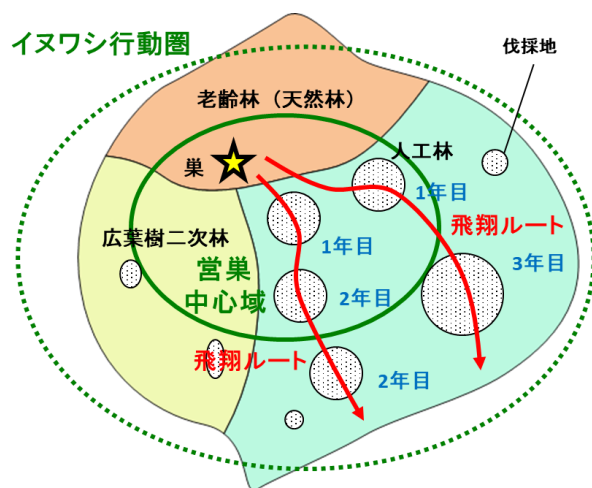 イヌワシ行動圏
伐採地
老齢林（天然林）
巣
人工林
1年目
飛翔ルート
広葉樹二次林
1年目
3年目
営巣
中心域
2年目
飛翔ルート
2年目